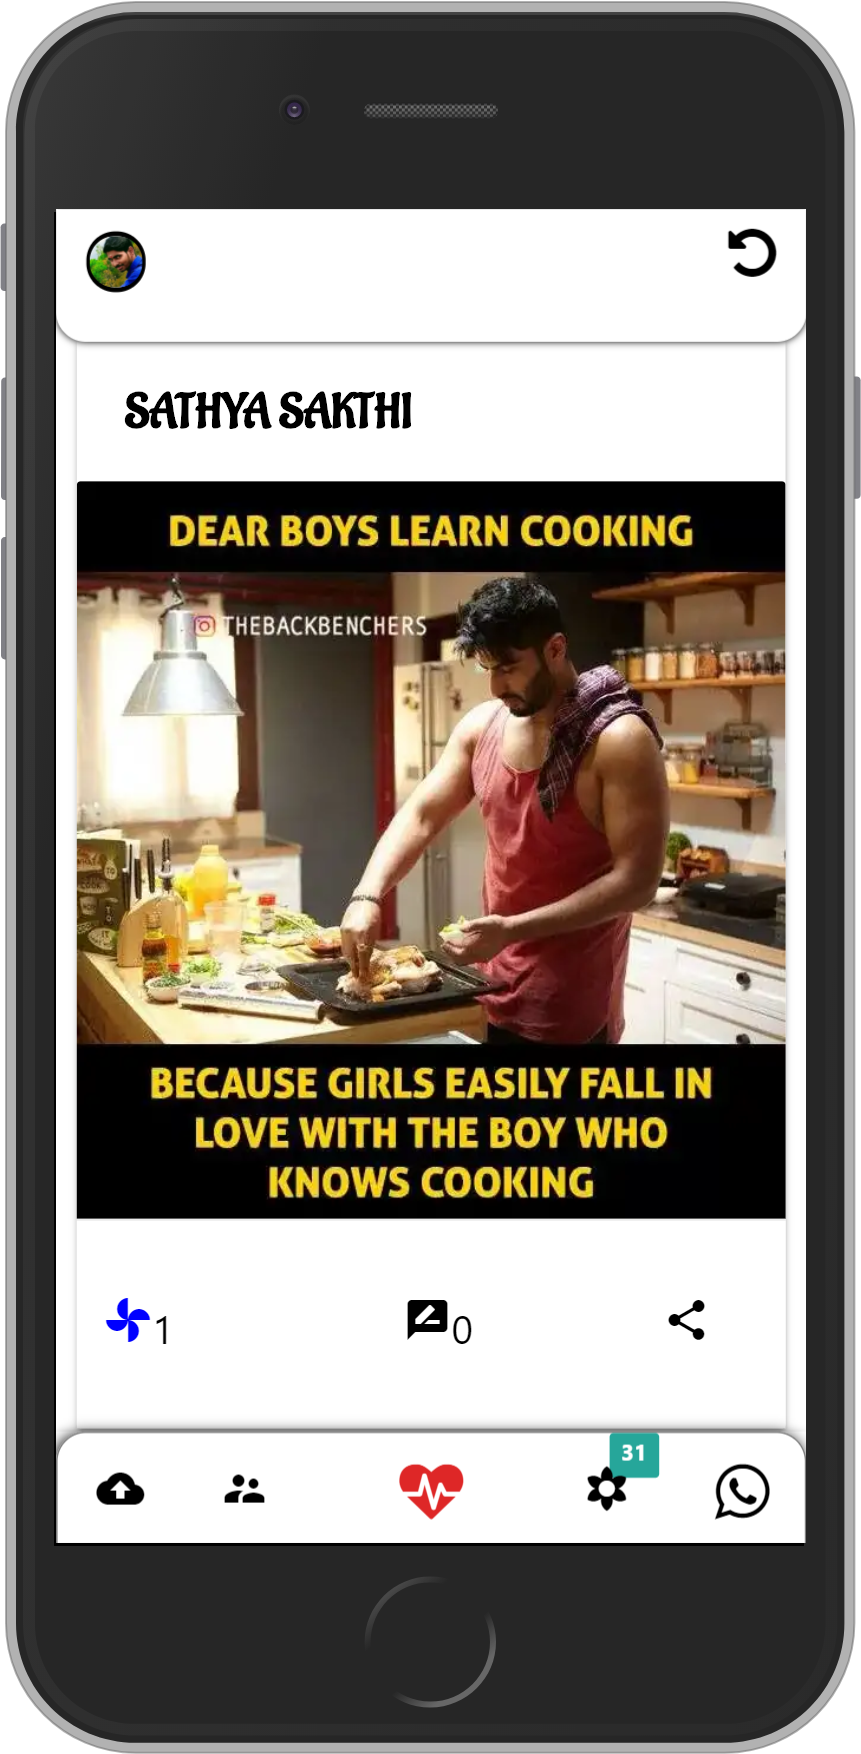 SATHYA SAKTHI
DEAR BOYS LEARN COOKING
THEBACKBENCHERS
BECAUSE GIRLS EASILY FALL IN
LOVE WITH THE BOY WHO
KNOWS COOKING
1
0
31